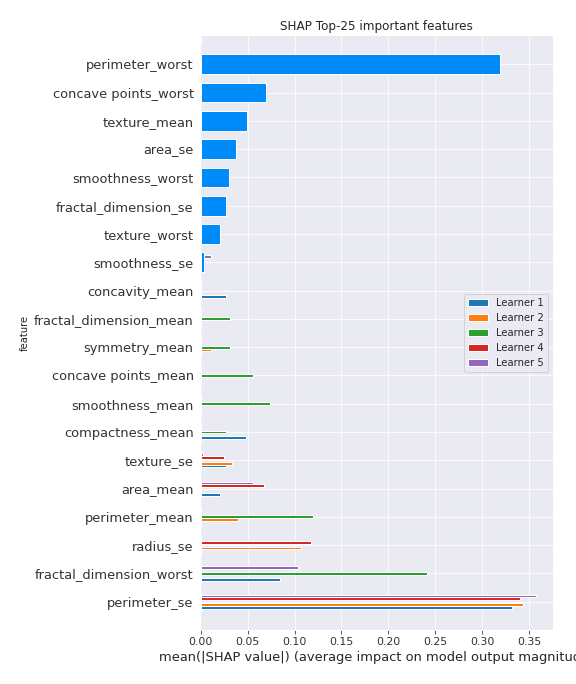 SHAP Top-25 important features
perimeter_worst
concave points_worst
texture_mean
area_se
smoothness_worst
fractal_dimension_se
texture_worst
smoothness_se
concavity_mean
fractal_dimension_mean
symmetry_mean
concave points_mean
smoothness_mean
compactness_mean
texture_se
area_mean
perimeter_mean
radius_se
fractal_dimension_worst
perimeter_se
feature
Learner 1
Learner 2
Learner 3
Learner 4
Learner 5
0.00 0.05 0.10 0.15 0.20 0.25 0.30 0.35
mean(|SHAP value|) (average impact on model output magnitud